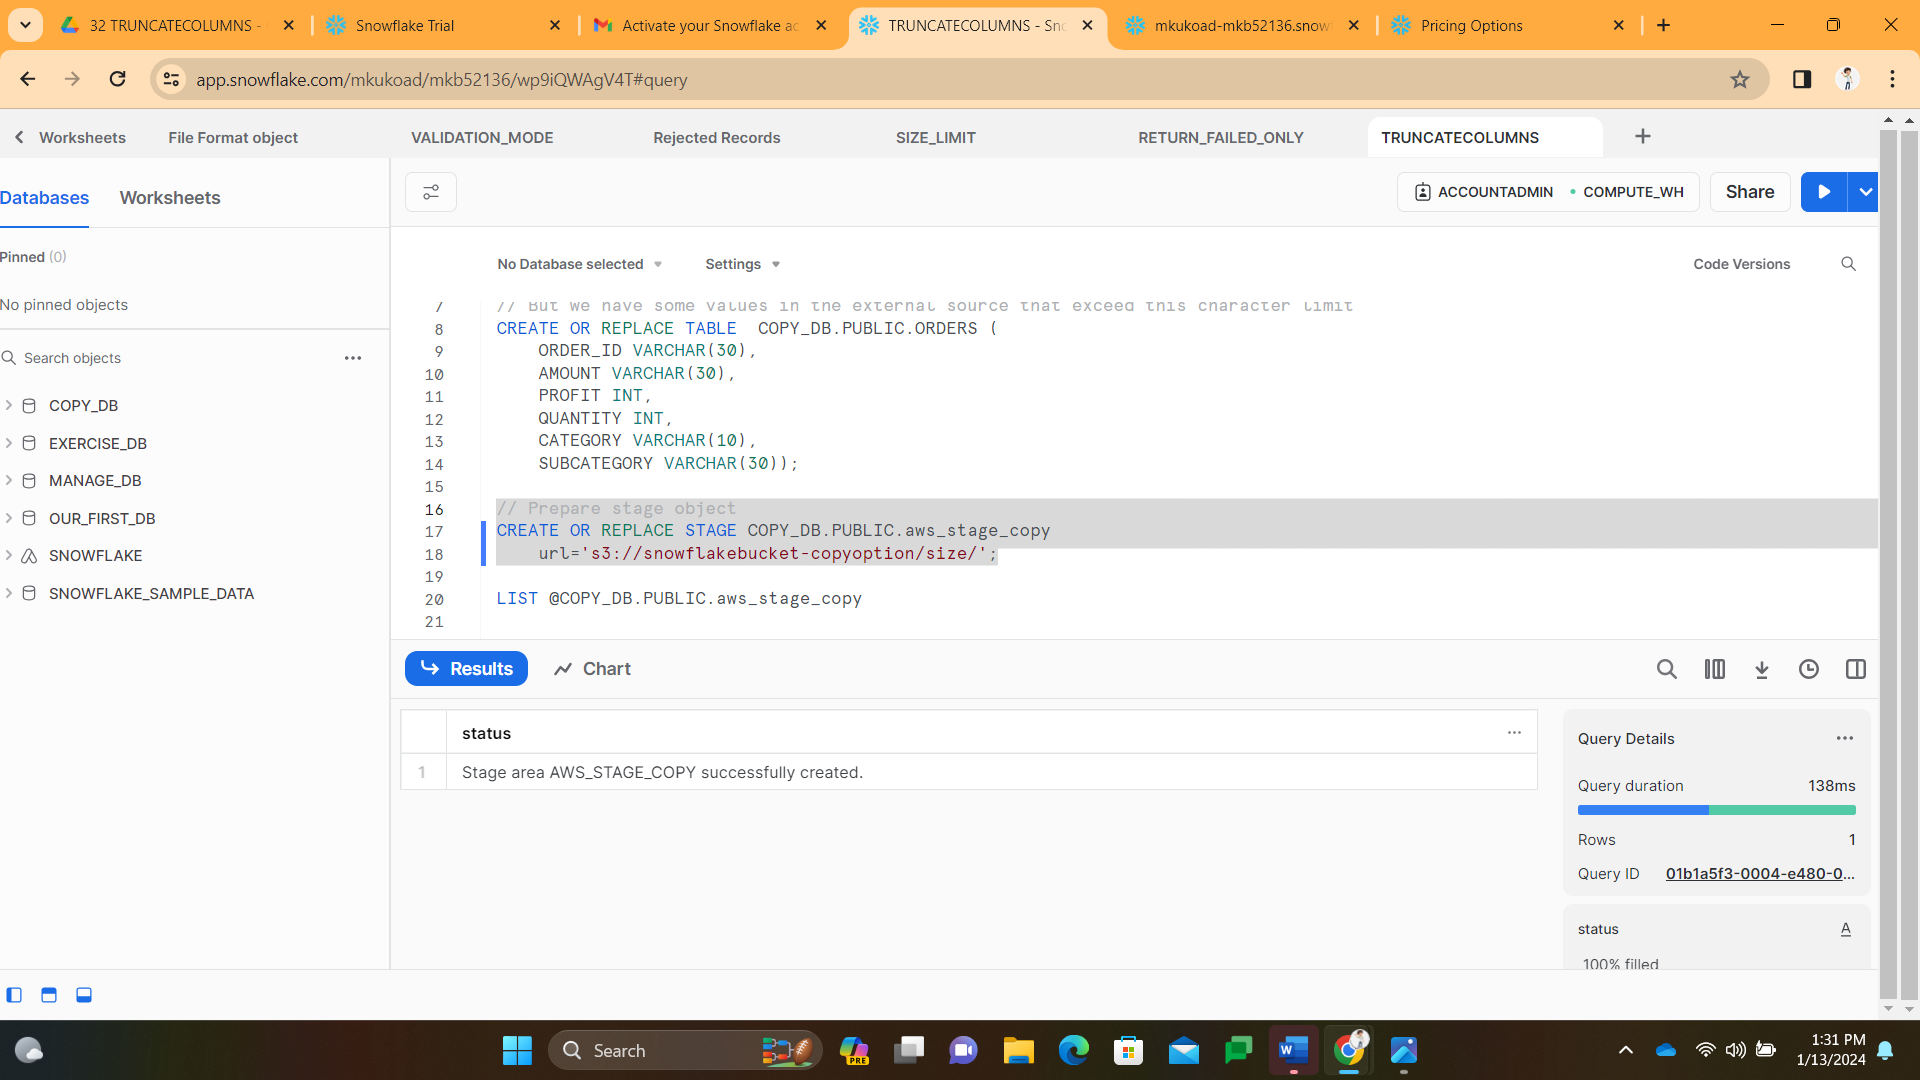 32 TRUNCATECOLUMNS -
Snowflake Trial
Activate your Snowflake ac
TRUNCATECOLUMNS - Sno
mkukoad-mkb52136.snowf
Pricing Options
app.snowflake.com/mkukoad/mkb52136/wp9iQWAgV4T#query
Worksheets
File Format object
VALIDATION_MODE
Rejected Records
SIZE_LIMIT
RETURN_FAILED_ONLY
TRUNCATECOLUMNS
Databases
Worksheets
ACCOUNTADMIN
COMPUTE_WH
Share
Pinned (0)
No pinned objects
Search objects
COPY_DB
EXERCISE_DB
MANAGE_DB
OUR_FIRST_DB
SNOWFLAKE
SNOWFLAKE_SAMPLE_DATA
No Database selected
Settings
Code Versions
7 // But we have some values in the external source that exceed this character limit
8 CREATE OR REPLACE TABLE  COPY_DB.PUBLIC.ORDERS (
9 ORDER_ID VARCHAR(30),
10 AMOUNT VARCHAR(30),
11 PROFIT INT,
12 QUANTITY INT,
13 CATEGORY VARCHAR(10),
14 SUBCATEGORY VARCHAR(30));
15
16 // Prepare stage object
17 CREATE OR REPLACE STAGE COPY_DB.PUBLIC.aws_stage_copy
18 url='s3://snowflakebucket-copyoption/size/';
19
20 LIST @COPY_DB.PUBLIC.aws_stage_copy
21
Results
Chart
status
1 Stage area AWS_STAGE_COPY successfully created.
Query Details
Query duration 138ms
Rows 1
Query ID 01b1a5f3-0004-e480-0...
status A
100% filled
Search
PRE
1:31 PM
1/13/2024